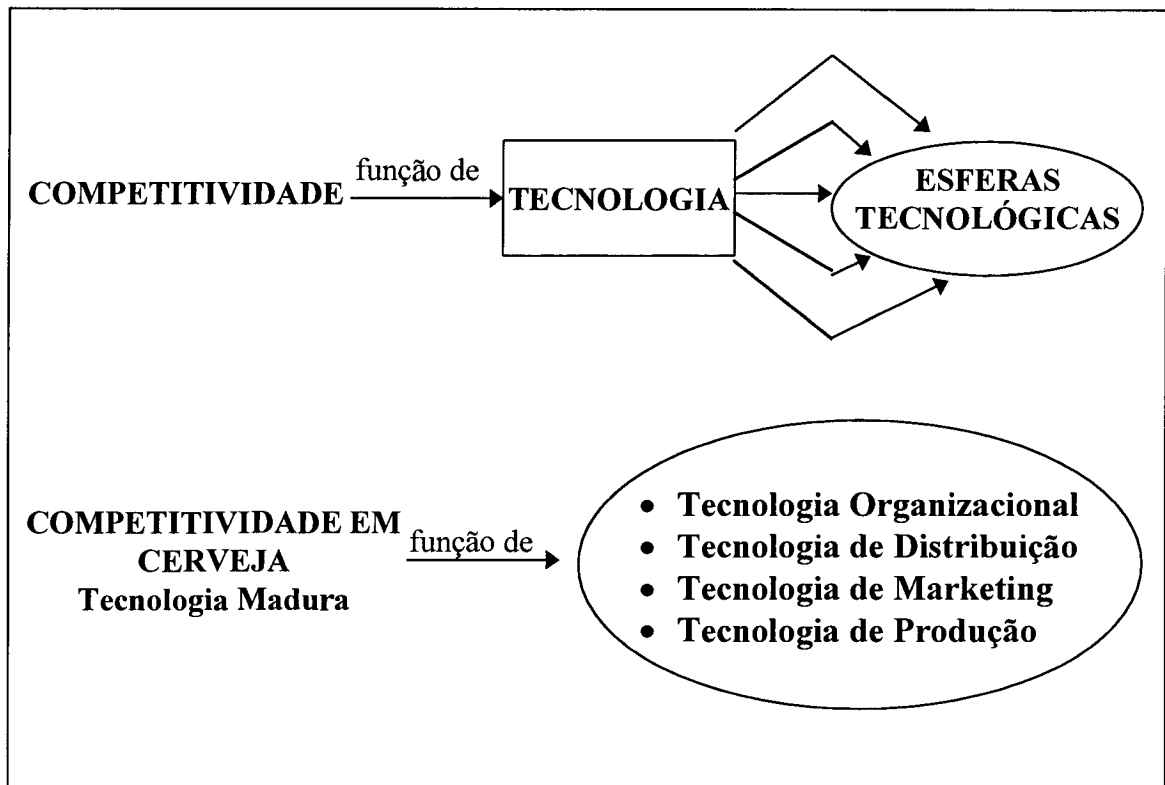 COMPETITIVIDADE
função de
TECNOLOGIA
ESFERAS
TECNOLÓGICAS
COMPETITIVIDADE EM
CERVEJA
Tecnologia Madura
função de
• Tecnologia Organizacional
• Tecnologia de Distribuição
• Tecnologia de Marketing
• Tecnologia de Produção